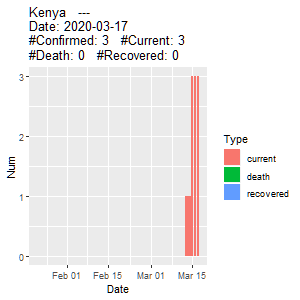 Kenya   ---
Date: 2020-03-17
#Confirmed: 3   #Current: 3
#Death: 0   #Recovered: 0
3
2
1
0
Num
Feb 01
Feb 15
Mar 01
Mar 15
Date
Type
current
death
recovered